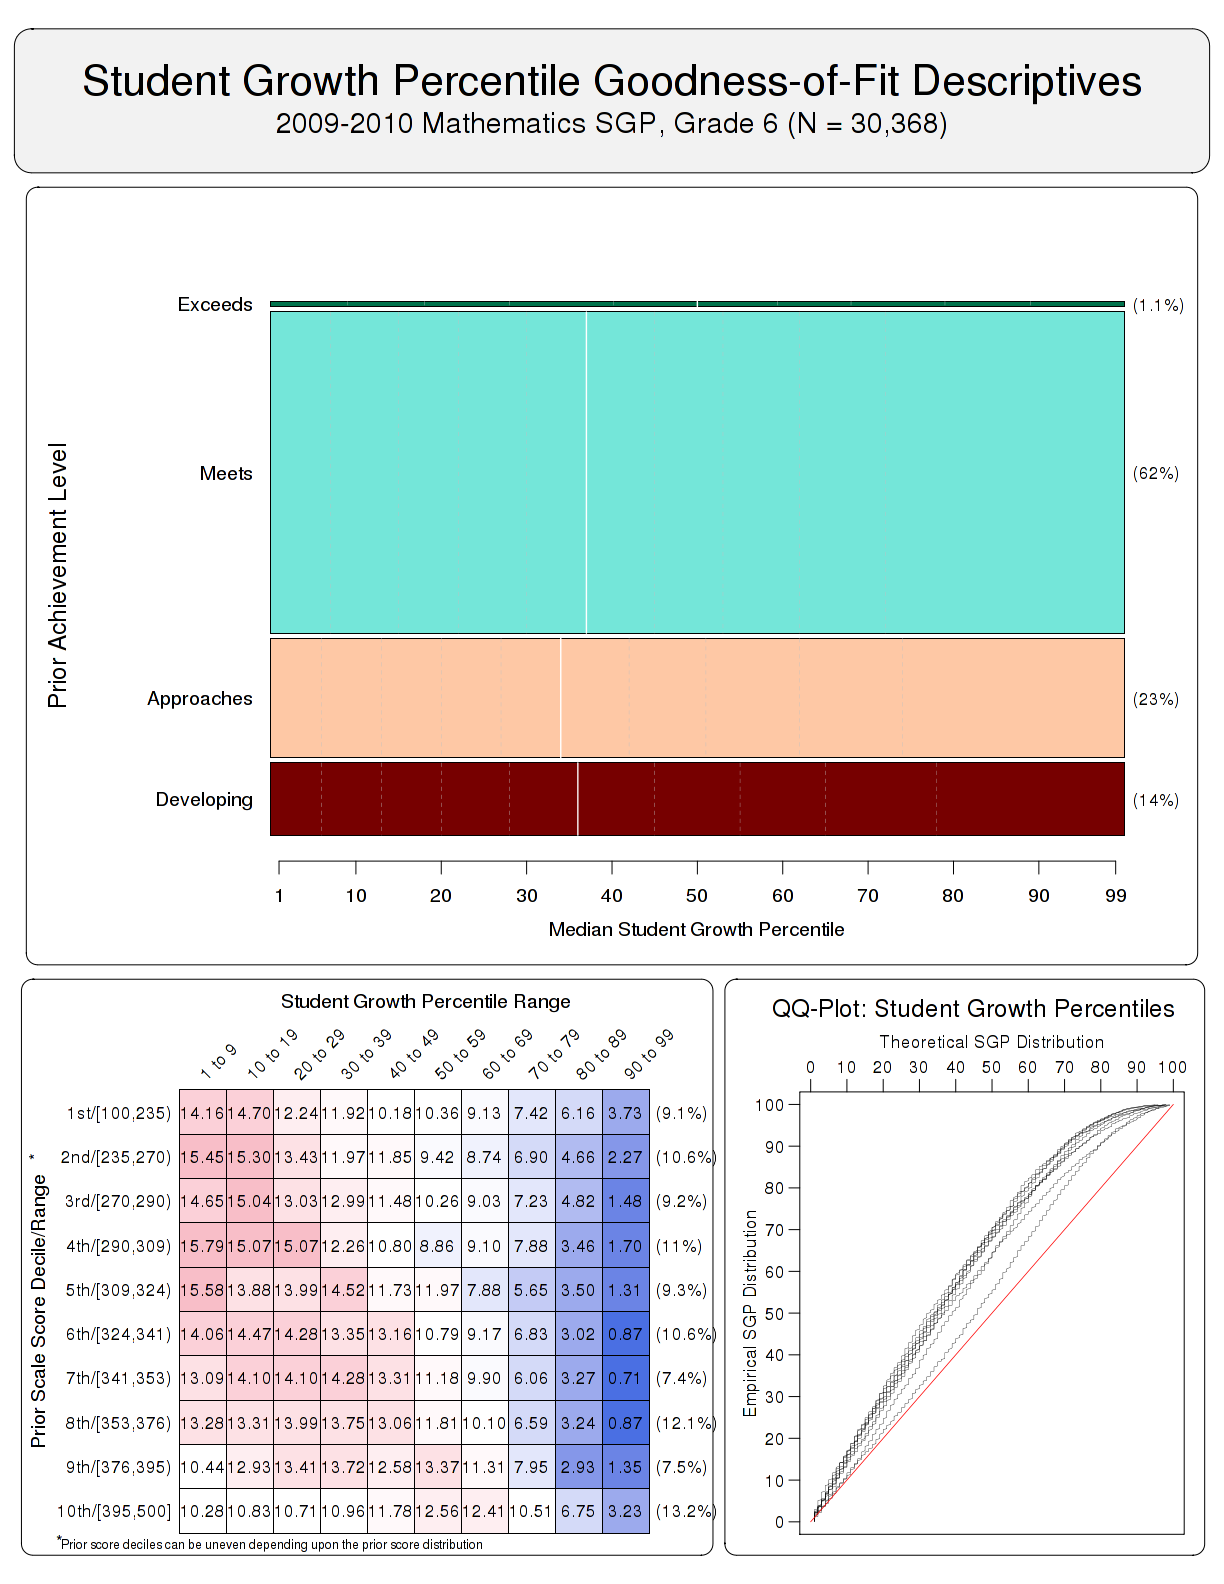 Student Growth Percentile Goodness-of-Fit Descriptives
2009-2010 Mathematics SGP, Grade 6 (N = 30,368)
Prior Achievement Level
Exceeds (1.1%)
Meets (62%)
Approaches (23%)
Developing (14%)
1 10 20 30 40 50 60 70 80 90 99
Median Student Growth Percentile
Student Growth Percentile Range
1 to 9 10 to 19 20 to 29 30 to 39 40 to 49 50 to 59 60 to 69 70 to 79 80 to 89 90 to 99
*Prior Scale Score Decile/Range
1st/[100,235) 14.16 14.70 12.24 11.92 10.18 10.36 9.13 7.42 6.16 3.73 (9.1%)
2nd/[235,270) 15.45 15.30 13.43 11.97 11.85 9.42 8.74 6.90 4.66 2.27 (10.6%)
3rd/[270,290) 14.65 15.04 13.03 12.99 11.48 10.26 9.03 7.23 4.82 1.48 (9.2%)
4th/[290,309) 15.79 15.07 15.07 12.26 10.80 8.86 9.10 7.88 3.46 1.70 (11%)
5th/[309,324) 15.58 13.88 13.99 14.52 11.73 11.97 7.88 5.65 3.50 1.31 (9.3%)
6th/[324,341) 14.06 14.47 14.28 13.35 13.16 10.79 9.17 6.83 3.02 0.87 (10.6%)
7th/[341,353) 13.09 14.10 14.10 14.28 13.31 11.18 9.90 6.06 3.27 0.71 (7.4%)
8th/[353,376) 13.28 13.31 13.99 13.75 13.06 11.81 10.10 6.59 3.24 0.87 (12.1%)
9th/[376,395) 10.44 12.93 13.41 13.72 12.58 13.37 11.31 7.95 2.93 1.35 (7.5%)
10th/[395,500] 10.28 10.83 10.71 10.96 11.78 12.56 12.41 10.51 6.75 3.23 (13.2%)
*Prior score deciles can be uneven depending upon the prior score distribution
QQ-Plot: Student Growth Percentiles
Theoretical SGP Distribution
0 10 20 30 40 50 60 70 80 90 100
Empirical SGP Distribution
100
90
80
70
60
50
40
30
20
10
0